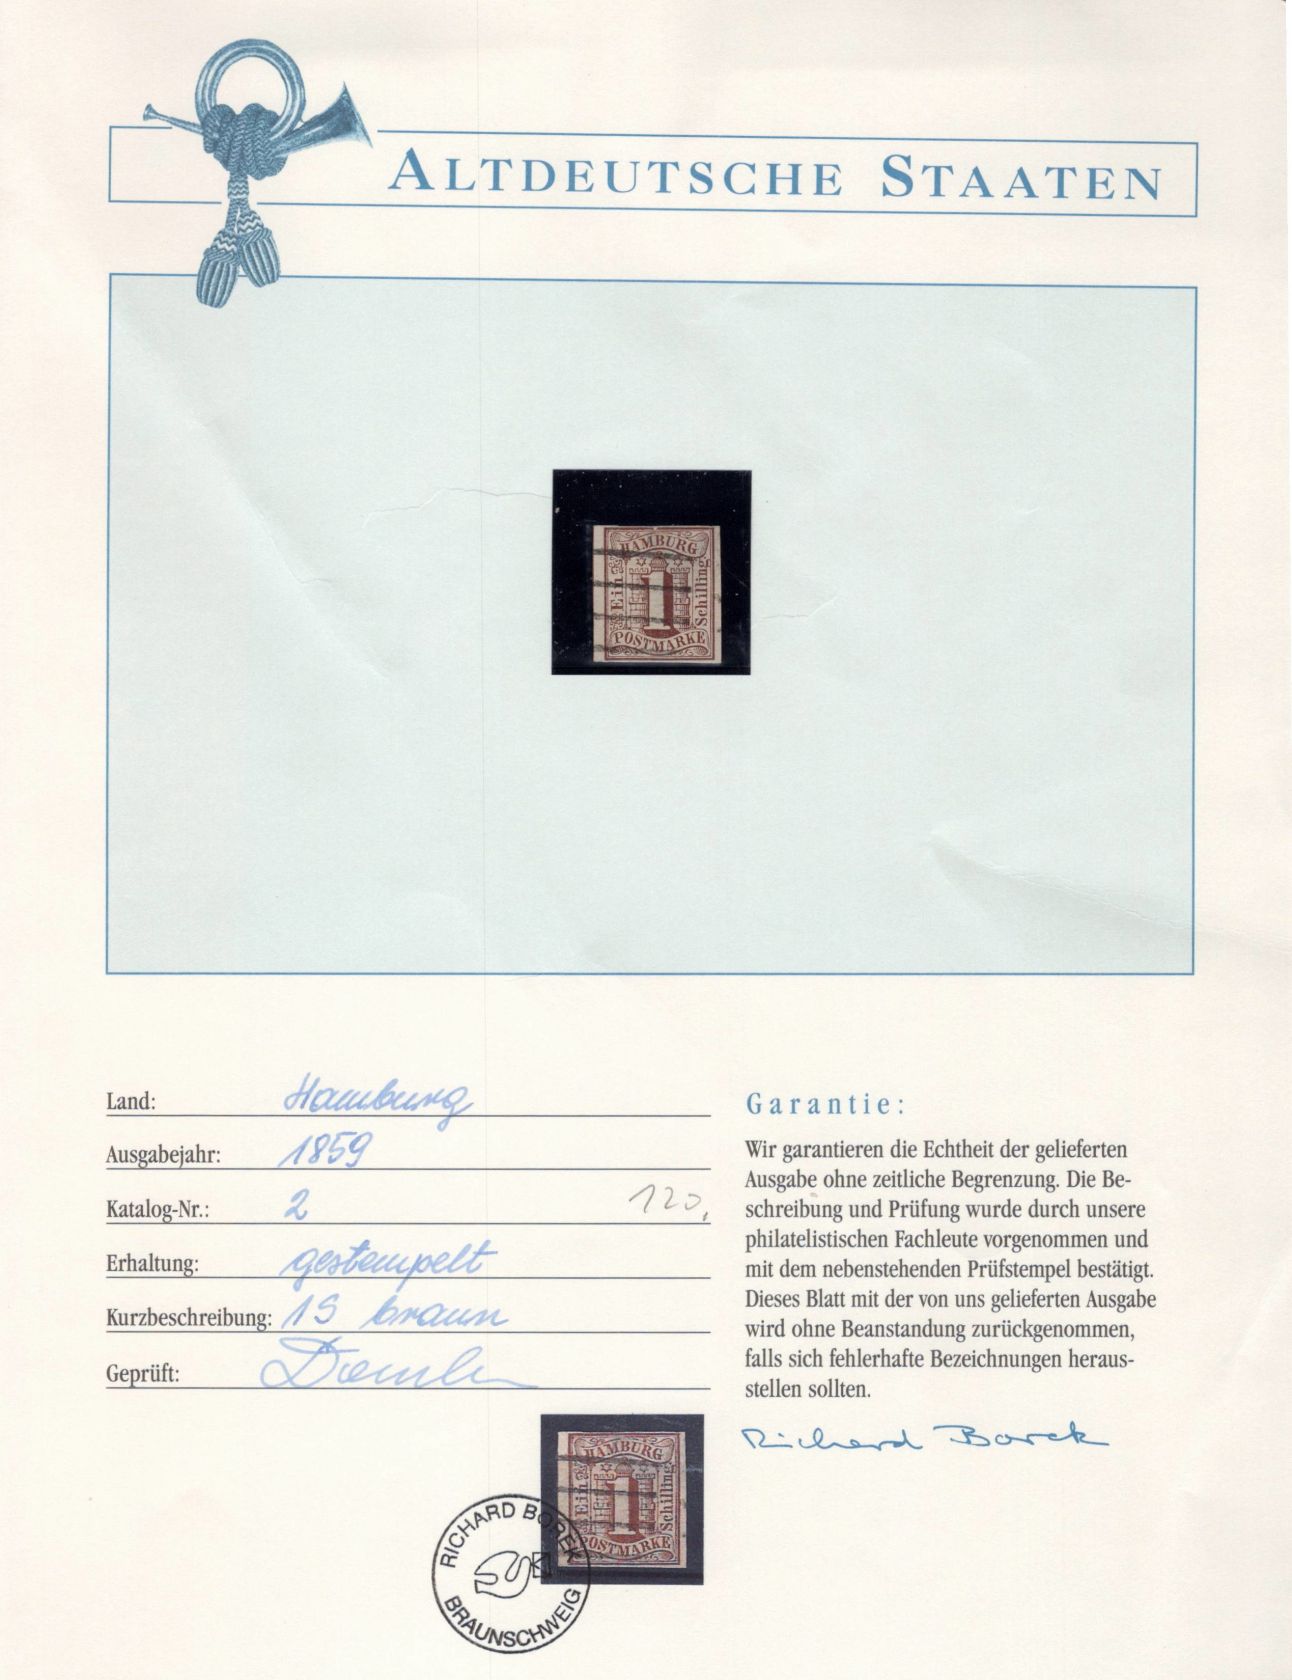 ALTDEUTSCHE STAATEN
HAMBURG
Ein
1
Schilling
POSTMARKE
Land: Hamburg
Ausgabejahr: 1859
Katalog-Nr.: 2 120,
Erhaltung: gestempelt
Kurzbeschreibung: 1S braun
Geprüft:
Garantie:
Wir garantieren die Echtheit der gelieferten
Ausgabe ohne zeitliche Begrenzung. Die Be-
schreibung und Prüfung wurde durch unsere
philatelistischen Fachleute vorgenommen und
mit dem nebenstehenden Prüfstempel bestätigt.
Dieses Blatt mit der von uns gelieferten Ausgabe
wird ohne Beanstandung zurückgenommen,
falls sich fehlerhafte Bezeichnungen heraus-
stellen sollten.
Richard Borek
HAMBURG
Ein
1
Schilling
POSTMARKE
RICHARD BOREK
BRAUNSCHWEIG